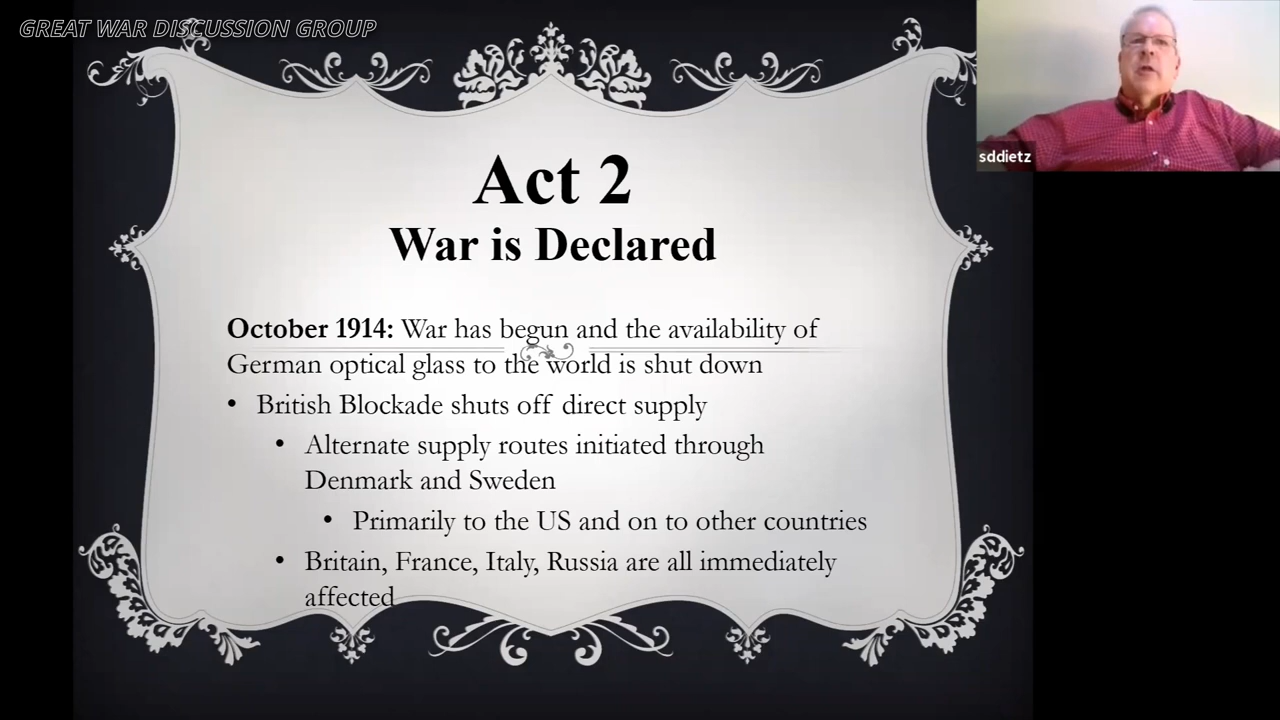 GREAT WAR DISCUSSION GROUP
sddietz
Act 2
War is Declared
October 1914: War has begun and the availability of
German optical glass to the world is shut down
• British Blockade shuts off direct supply
• Alternate supply routes initiated through
Denmark and Sweden
• Primarily to the US and on to other countries
• Britain, France, Italy, Russia are all immediately
affected